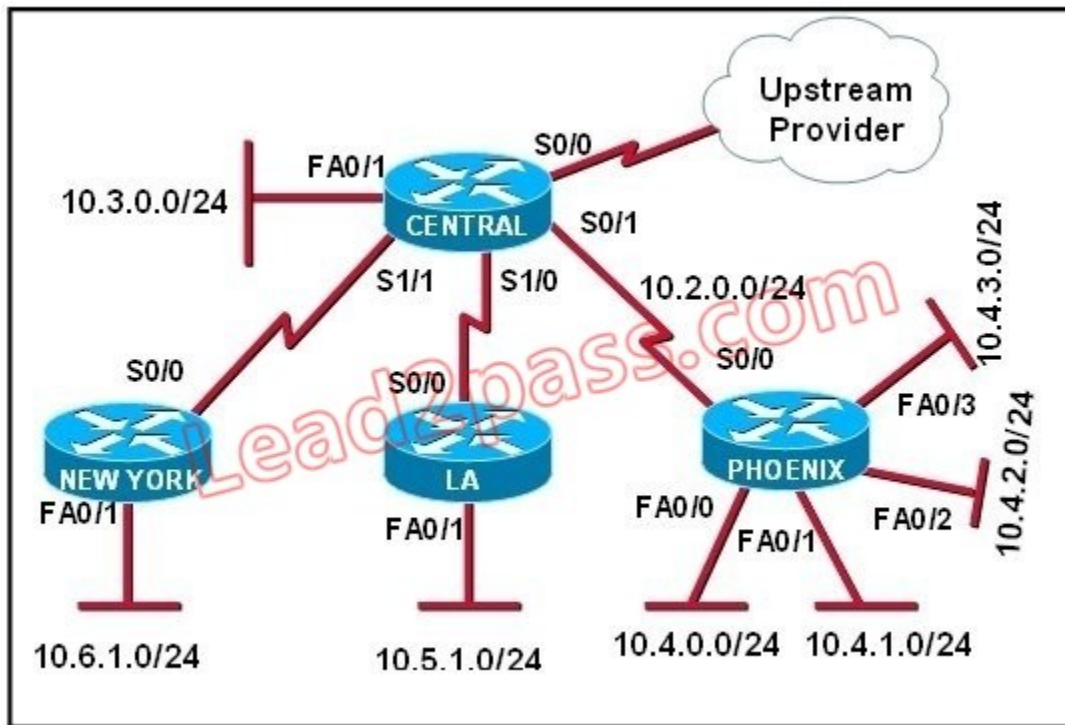 Upstream
Provider
S0/0
FA0/1
10.3.0.0/24
CENTRAL
S0/1
S1/1
S1/0
10.2.0.0/24
10.4.3.0/24
S0/0
S0/0
S0/0
FA0/3
NEW YORK
LA
PHOENIX
10.4.2.0/24
FA0/1
FA0/1
FA0/0
FA0/1
FA0/2
10.6.1.0/24
10.5.1.0/24
10.4.0.0/24
10.4.1.0/24
Lead2pass.com